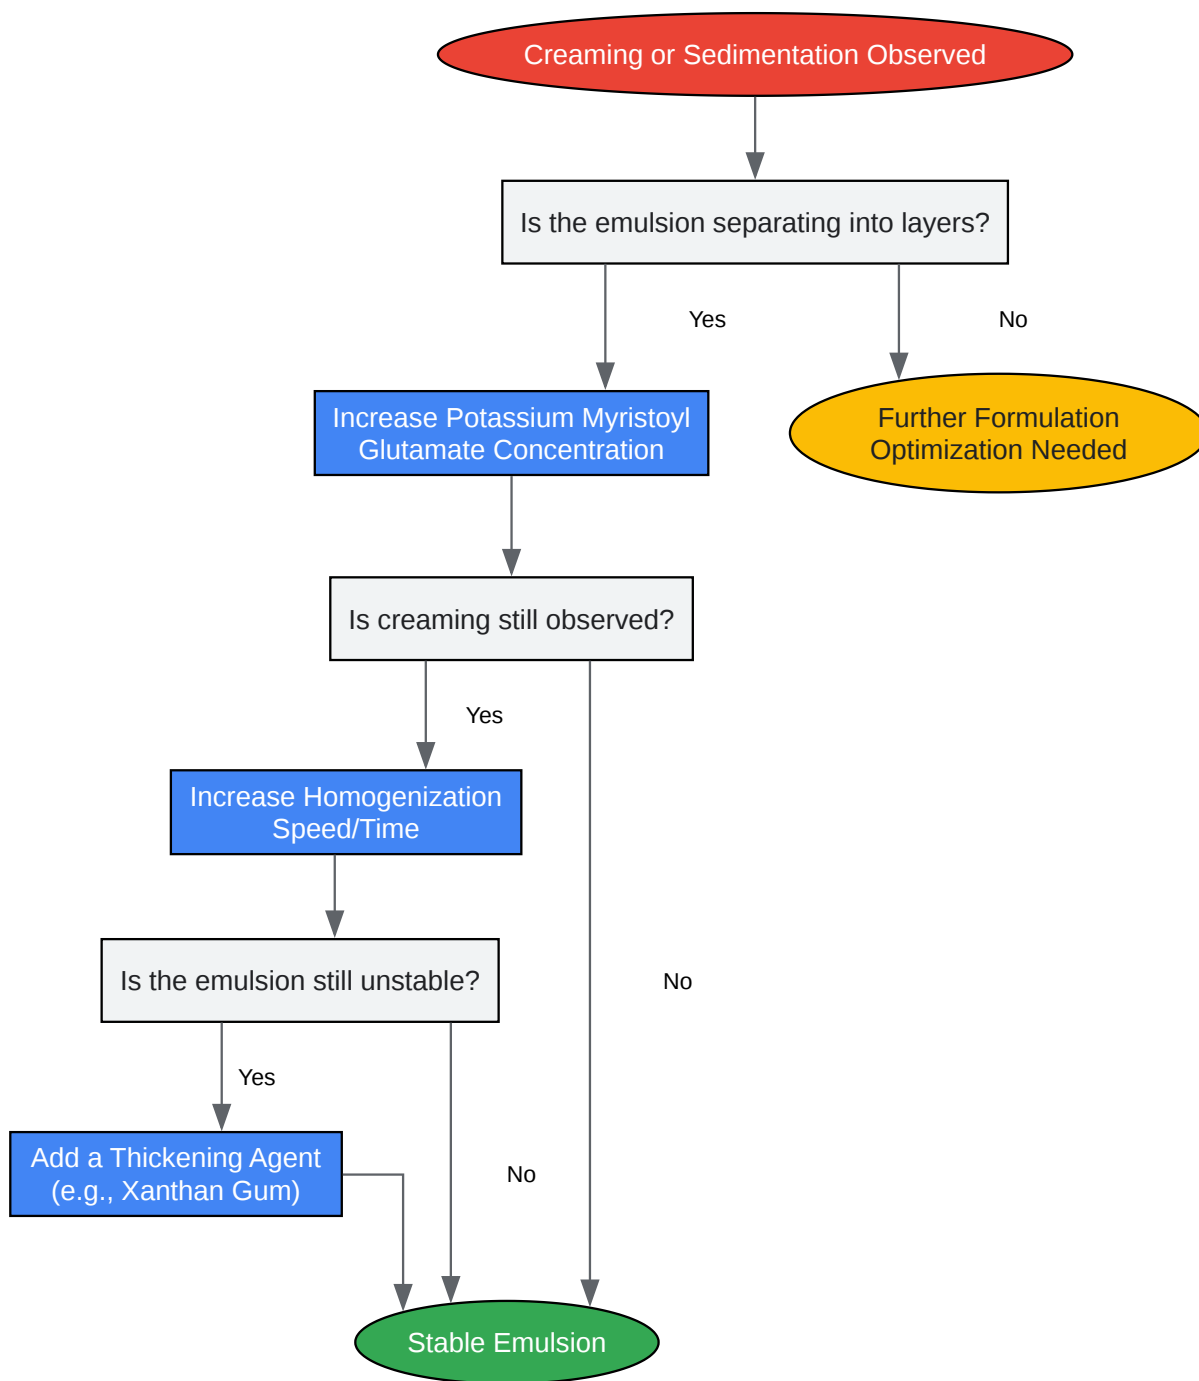 Creaming or Sedimentation Observed
Is the emulsion separating into layers?
Yes
No
Increase Potassium Myristoyl
Glutamate Concentration
Further Formulation
Optimization Needed
Is creaming still observed?
Yes
Increase Homogenization
Speed/Time
Is the emulsion still unstable?
No
Yes
Add a Thickening Agent
(e.g., Xanthan Gum)
No
Stable Emulsion